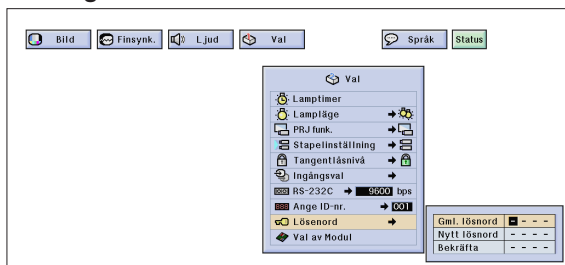 Bild Finsynk. Ljud Val Språk Status
Val
Lamptimer
Lampläge
PRJ funk.
Stapelinställning
Tangentlåsnivå
Ingångsval
RS-232C 9600 bps
Ange ID-nr. 001
Lösenord
Val av Modul
Gml. lösnord - - - -
Nytt lösnord - - - -
Bekräfta - - - -